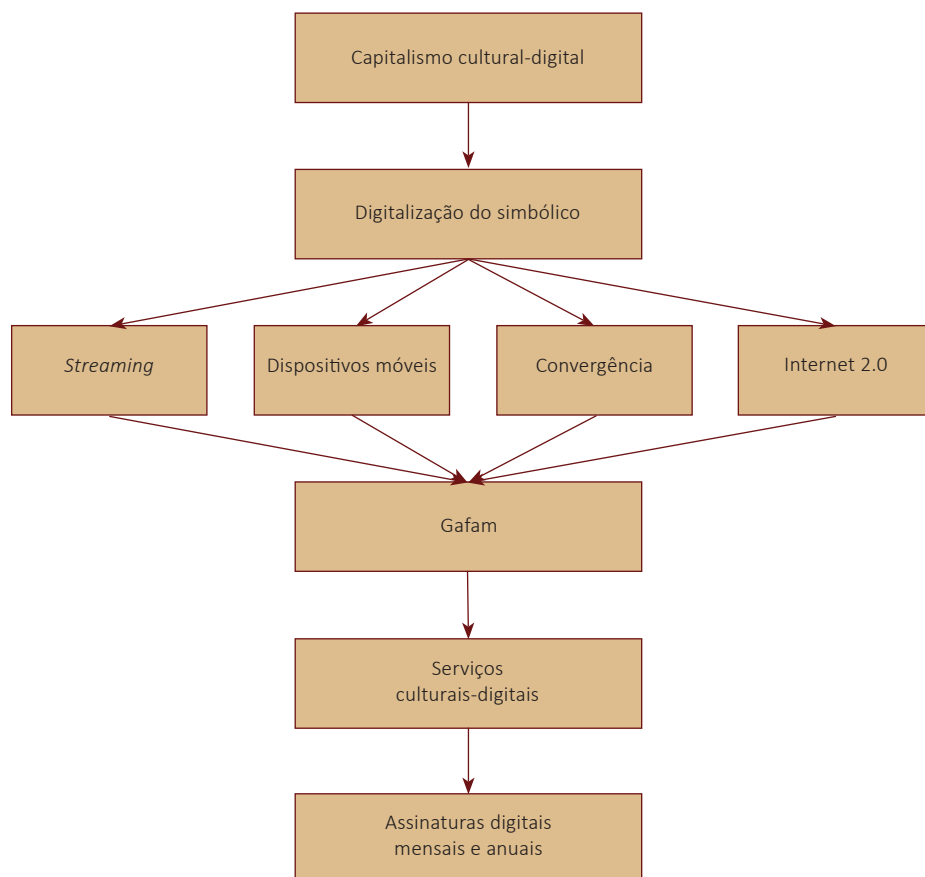 Capitalismo cultural-digital
Digitalização do simbólico
Streaming
Dispositivos móveis
Convergência
Internet 2.0
Gafam
Serviços
culturais-digitais
Assinaturas digitais
mensais e anuais